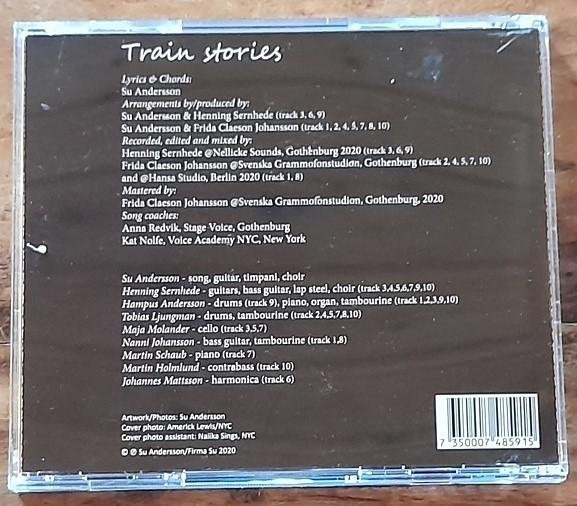 Train stories
Lyrics & Chords:
Su Andersson
Arrangements by/produced by:
Su Andersson & Henning Sernhede (track 3, 6, 9)
Su Andersson & Frida Claeson Johansson (track 1, 2, 4, 5, 7, 8, 10)
Recorded, edited and mixed by:
Henning Sernhede @Nellicke Sounds, Gothenburg 2020 (track 3, 6, 9)
Frida Claeson Johansson @Svenska Grammofonstudion, Gothenburg (track 2, 4, 5, 7, 10)
and @Hansa Studio, Berlin 2020 (track 1, 8)
Mastered by:
Frida Claeson Johansson @Svenska Grammofonstudion, Gothenburg, 2020
Song coaches:
Anna Redvik, Stage Voice, Gothenburg
Kat Nolfe, Voice Academy NYC, New York
Su Andersson - song, guitar, timpani, choir
Henning Sernhede - guitars, bass guitar, lap steel, choir (track 3,4,5,6,7,9,10)
Hampus Andersson - drums (track 9), piano, organ, tambourine (track 1,2,3,9,10)
Tobias Ljungman - drums, tambourine (track 2,4,5,7,8,10)
Maja Molander - cello (track 3,5,7)
Nanni Johansson - bass guitar, tambourine (track 1,8)
Martin Schaub - piano (track 7)
Martin Holmlund - contrabass (track 10)
Johannes Mattsson - harmonica (track 6)
Artwork/Photos: Su Andersson
Cover photo: Americk Lewis/NYC
Cover photo assistant: Nalika Sings, NYC
© ℗ Su Andersson/Firma Su 2020
7 350007 485915